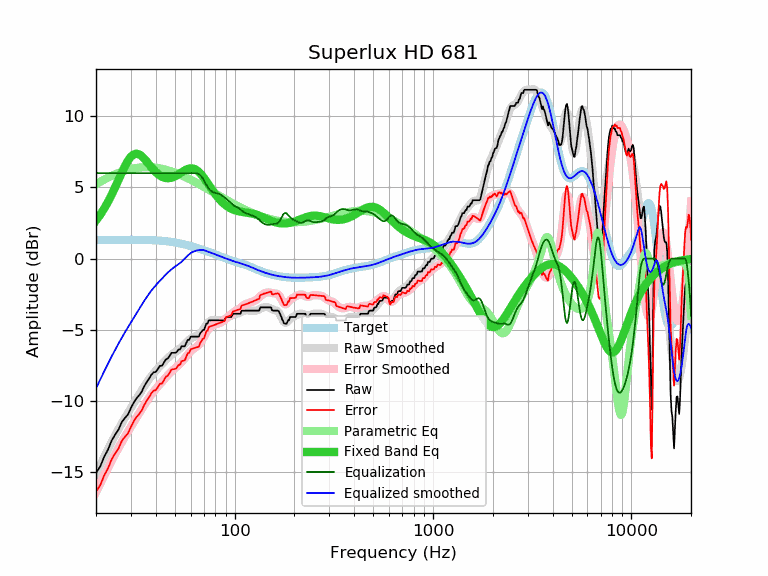 Superlux HD 681
10
5
0
−5
−10
−15
Amplitude (dBr)
Target
Raw Smoothed
Error Smoothed
Raw
Error
Parametric Eq
Fixed Band Eq
Equalization
Equalized smoothed
100 1000 10000
Frequency (Hz)